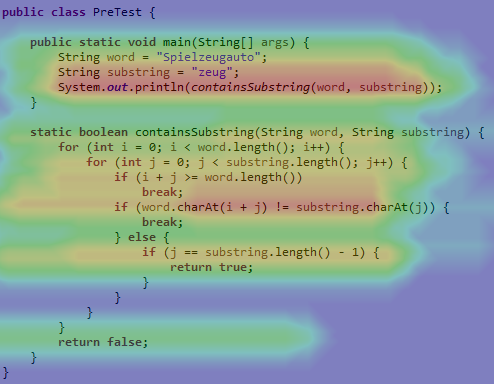 public class PreTest {
public static void main(String[] args) {
String word = "Spielzeugauto";
String substring = "zeug";
System.out.println(containsSubstring(word, substring));
}
static boolean containsSubstring(String word, String substring) {
for (int i = 0; i < word.length(); i++) {
for (int j = 0; j < substring.length(); j++) {
if (i + j >= word.length())
break;
if (word.charAt(i + j) != substring.charAt(j)) {
break;
} else {
if (j == substring.length() - 1) {
return true;
}
}
}
}
return false;
}
}